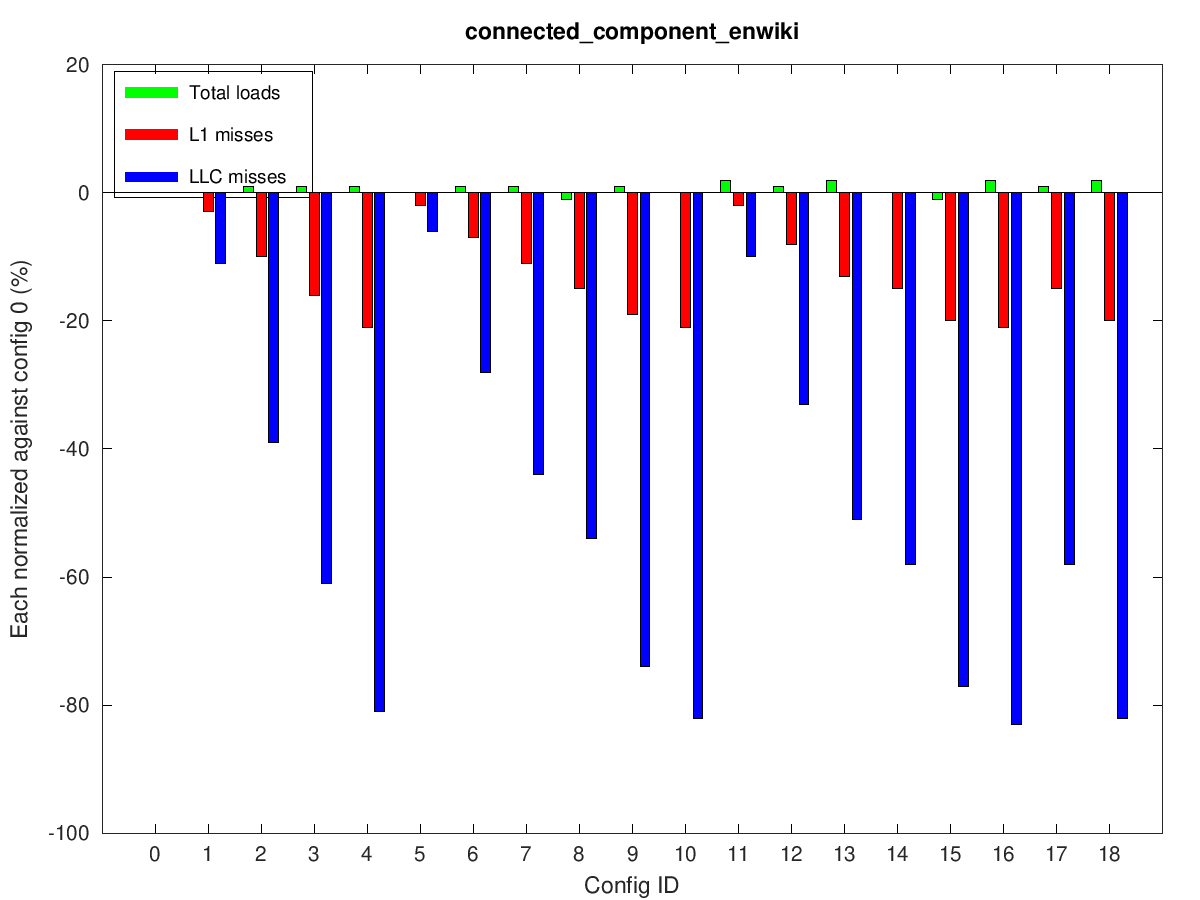 connected_component_enwiki
Total loads
L1 misses
LLC misses
Each normalized against config 0 (%)
20
0
-20
-40
-60
-80
-100
0 1 2 3 4 5 6 7 8 9 10 11 12 13 14 15 16 17 18
Config ID